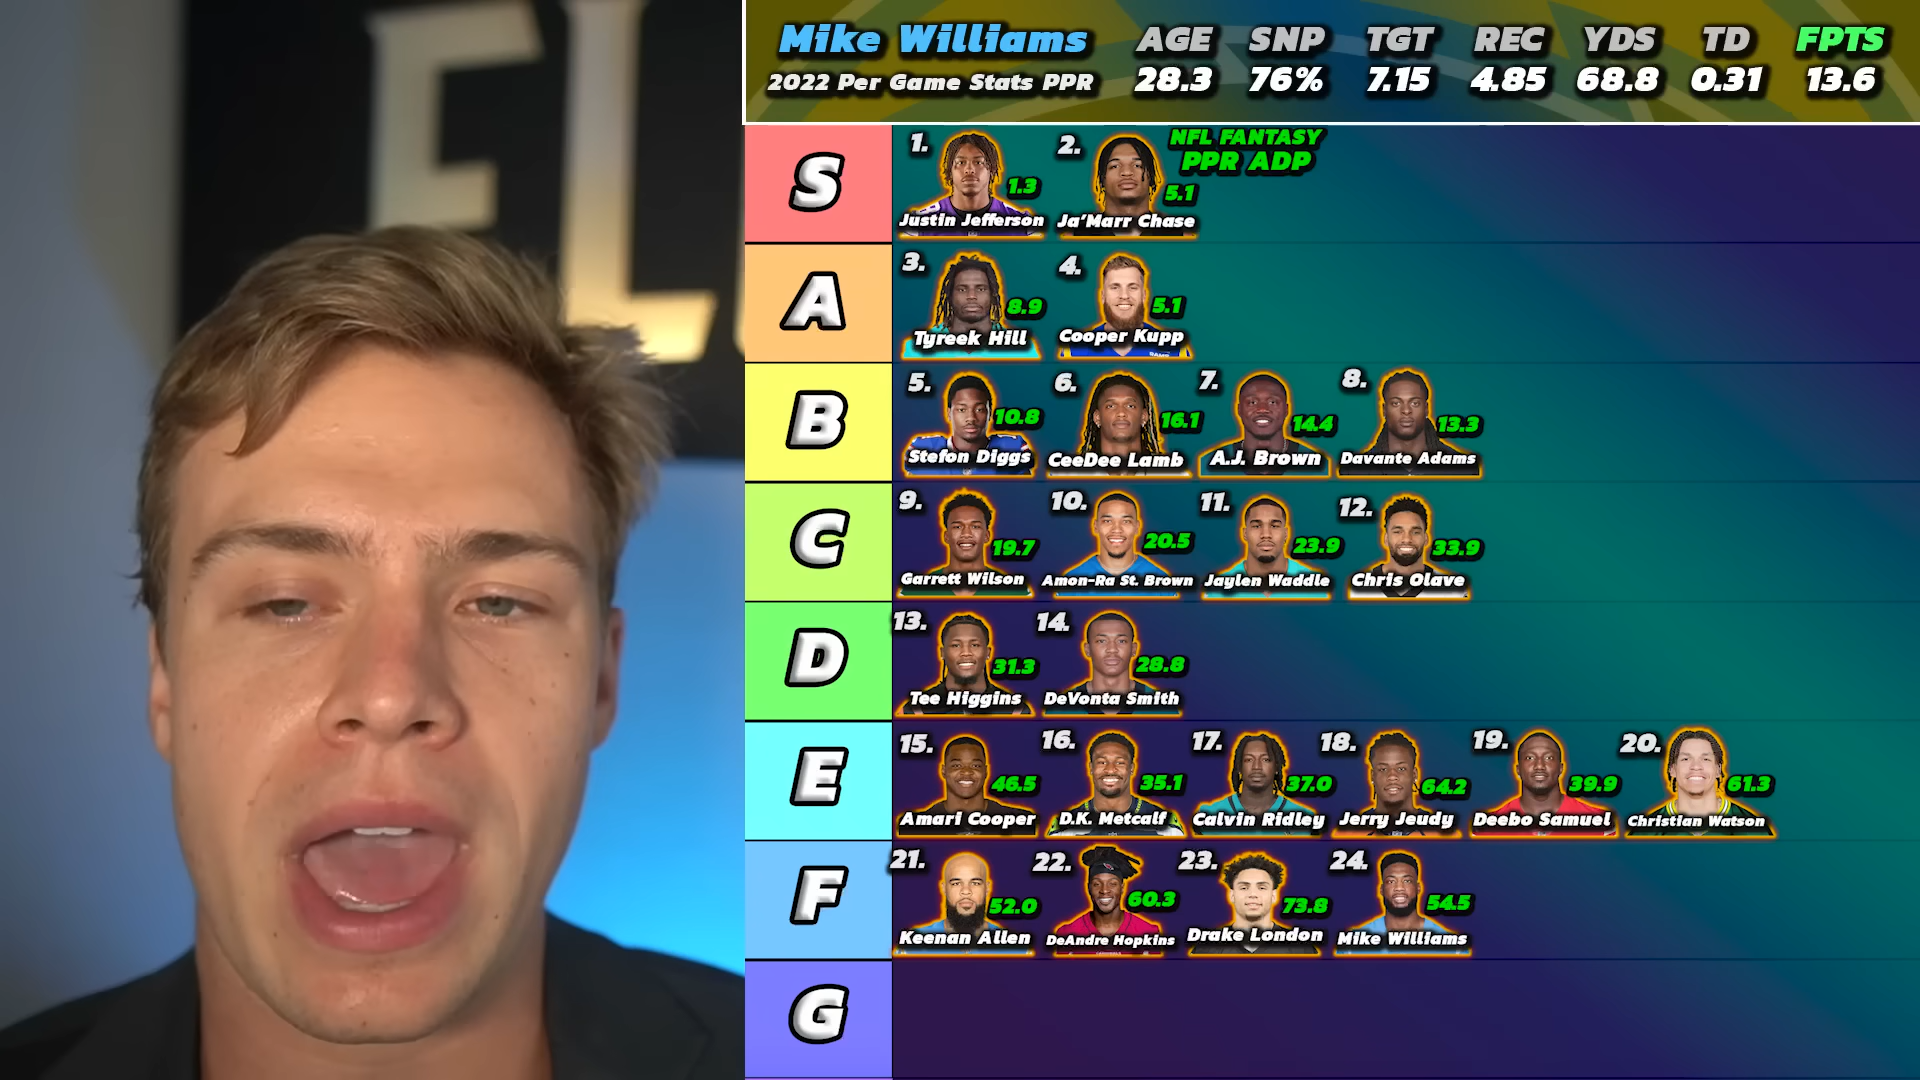 EL
Mike Williams
2022 Per Game Stats PPR
AGE SNP TGT REC YDS TD FPTS
28.3 76% 7.15 4.85 68.8 0.31 13.6
NFL FANTASY
PPR ADP
S
1.
1.3
Justin Jefferson
2.
5.1
Ja'Marr Chase
A
3.
8.9
Tyreek Hill
4.
5.1
Cooper Kupp
B
5.
10.8
Stefon Diggs
6.
16.1
CeeDee Lamb
7.
14.4
A.J. Brown
8.
13.3
Davante Adams
C
9.
19.7
Garrett Wilson
10.
20.5
Amon-Ra St. Brown
11.
23.9
Jaylen Waddle
12.
33.9
Chris Olave
D
13.
31.3
Tee Higgins
14.
28.8
DeVonta Smith
E
15.
46.5
Amari Cooper
16.
35.1
D.K. Metcalf
17.
37.0
Calvin Ridley
18.
64.2
Jerry Jeudy
19.
39.9
Deebo Samuel
20.
61.3
Christian Watson
F
21.
52.0
Keenan Allen
22.
60.3
DeAndre Hopkins
23.
73.8
Drake London
24.
54.5
Mike Williams
G